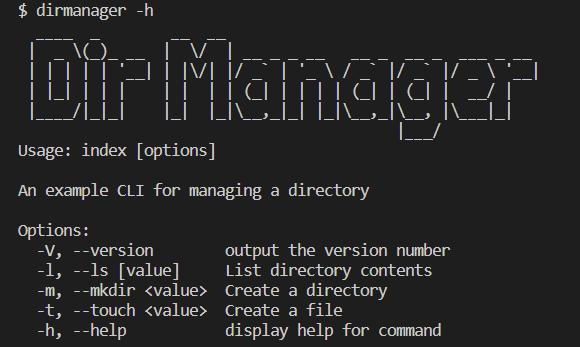 $ dirmanager -h
Dir Manager
Usage: index [options]
An example CLI for managing a directory
Options:
-V, --version output the version number
-l, --ls [value] List directory contents
-m, --mkdir <value> Create a directory
-t, --touch <value> Create a file
-h, --help display help for command